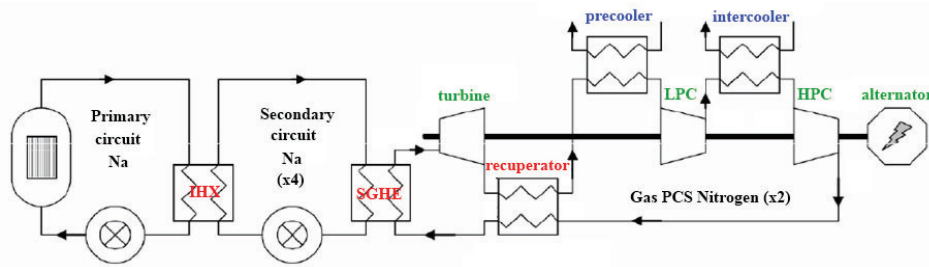 precooler
intercooler
turbine
LPC
HPC
alternator
Primary
circuit
Na
Secondary
circuit
Na
(x4)
recuperator
IHX
SGHE
Gas PCS Nitrogen (x2)